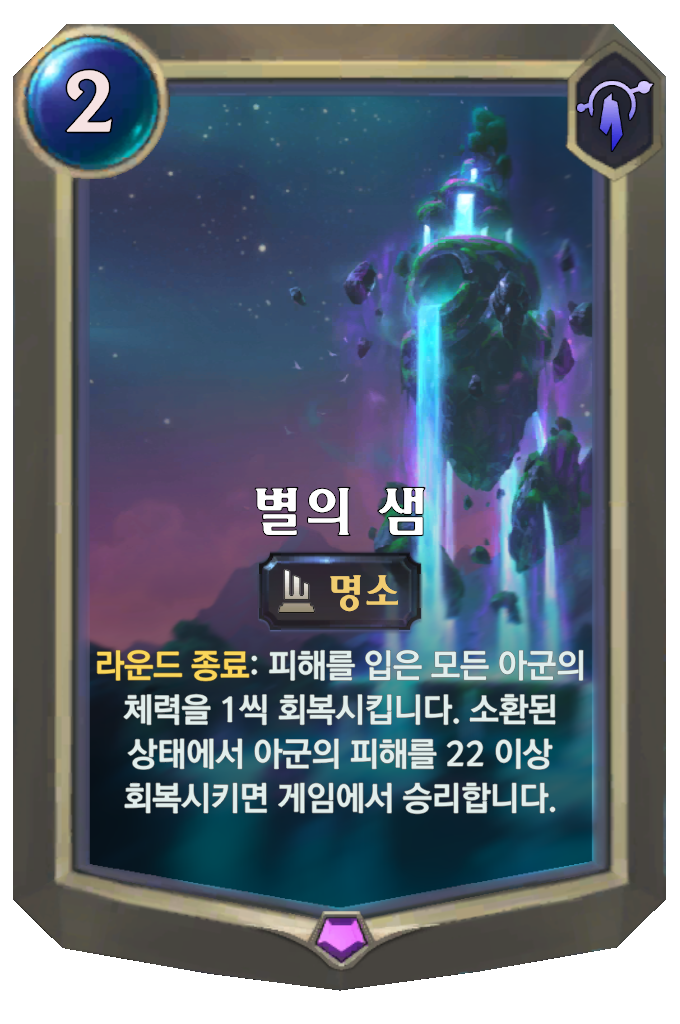 2
별의 샘
명소
라운드 종료: 피해를 입은 모든 아군의
체력을 1씩 회복시킵니다. 소환된
상태에서 아군의 피해를 22 이상
회복시키면 게임에서 승리합니다.